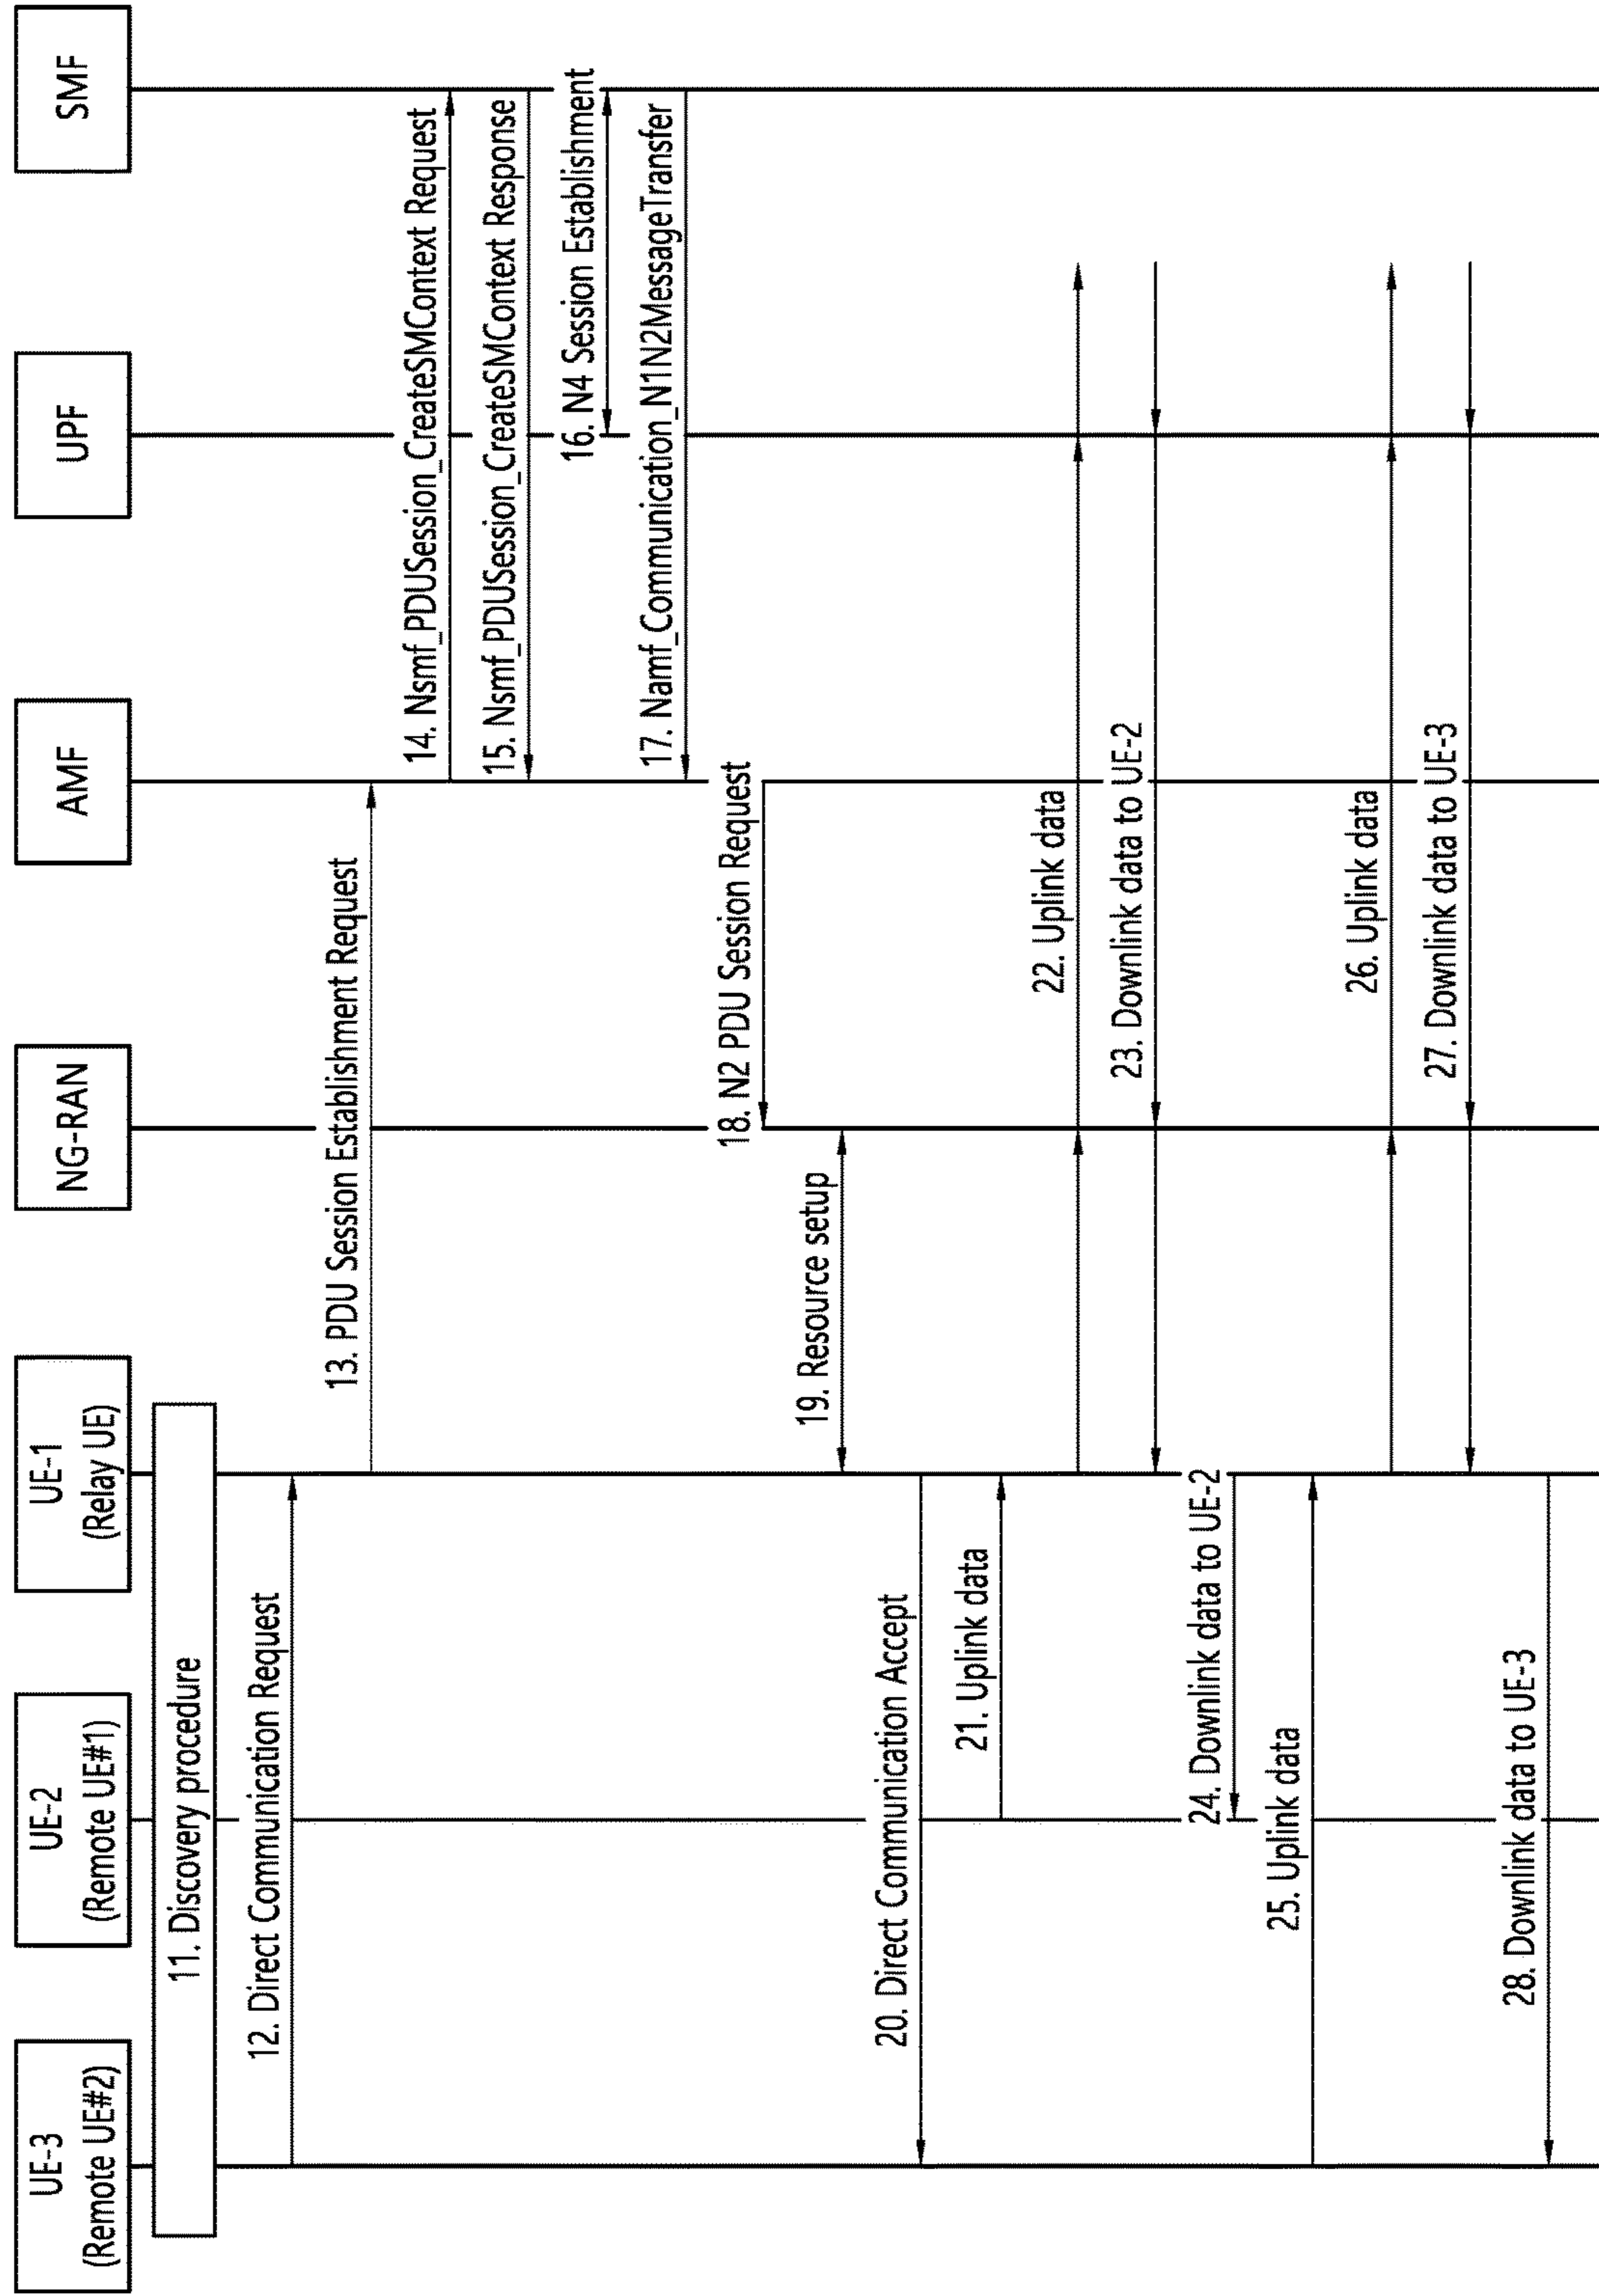 UE-3
(Remote UE#2)
UE-2
(Remote UE#1)
UE-1
(Relay UE)
NG-RAN
AMF
UPF
SMF
11. Discovery procedure
12. Direct Communication Request
13. PDU Session Establishment Request
14. Nsmf_PDUSession_CreateSMContext Request
15. Nsmf_PDUSession_CreateSMContext Response
16. N4 Session Establishment
17. Namf_Communication_N1N2MessageTransfer
18. N2 PDU Session Request
19. Resource setup
20. Direct Communication Accept
21. Uplink data
22. Uplink data
23. Downlink data to UE-2
24. Downlink data to UE-2
25. Uplink data
26. Uplink data
27. Downlink data to UE-3
28. Downlink data to UE-3